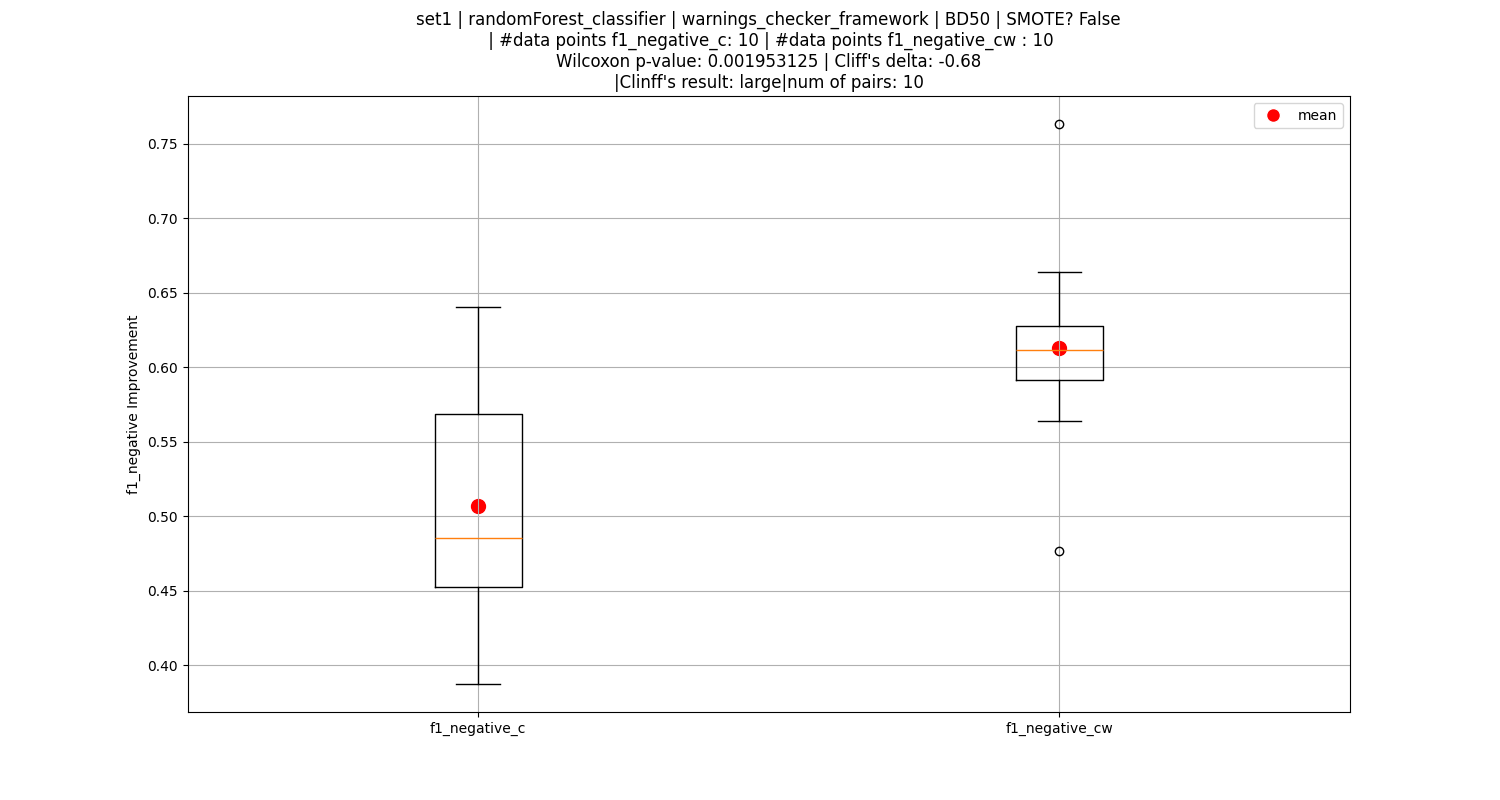 set1 | randomForest_classifier | warnings_checker_framework | BD50 | SMOTE? False
| #data points f1_negative_c: 10 | #data points f1_negative_cw : 10
Wilcoxon p-value: 0.001953125 | Cliff's delta: -0.68
|Clinff's result: large|num of pairs: 10
mean
0.75
0.70
0.65
0.60
0.55
0.50
0.45
0.40
f1_negative Improvement
f1_negative_c
f1_negative_cw